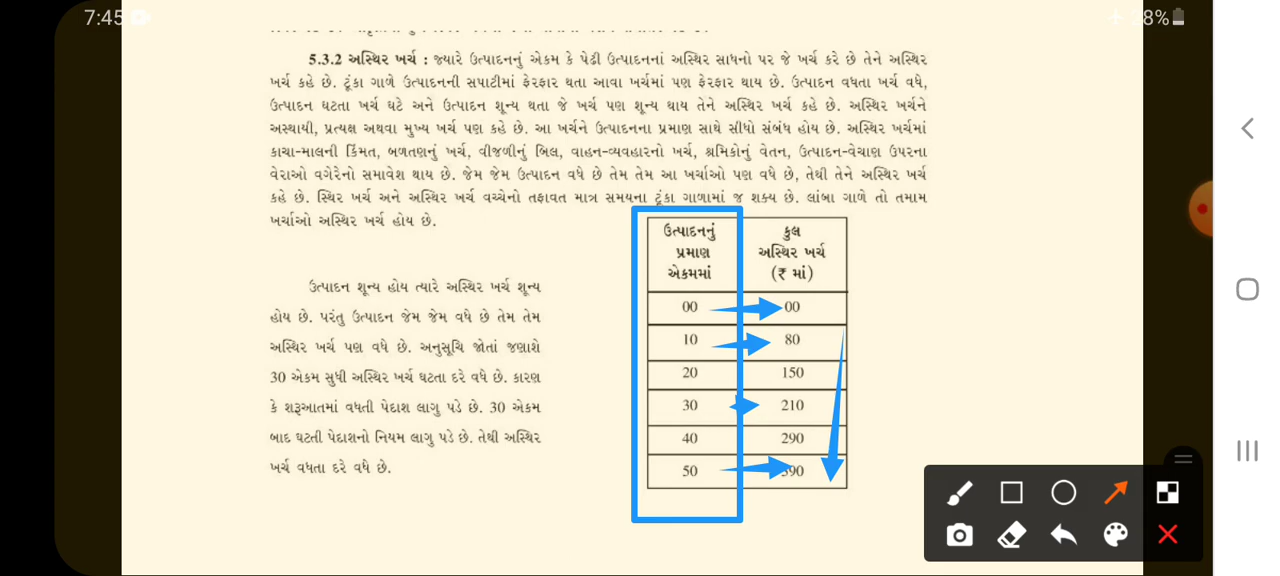 7:45
38%
5.3.2 અસ્થિર ખર્ચ : જ્યારે ઉત્પાદનનું એકમ કે પેઢી ઉત્પાદનનાં અસ્થિર સાધનો પર જે ખર્ચ કરે છે તેને અસ્થિર
ખર્ચ કહે છે. ટૂંકા ગાળે ઉત્પાદનની સપાટીમાં ફેરફાર થતા આવા ખર્ચમાં પણ ફેરફાર થાય છે. ઉત્પાદન વધતા ખર્ચ વધે,
ઉત્પાદન ઘટતા ખર્ચ ઘટે અને ઉત્પાદન શૂન્ય થતા જે ખર્ચ પણ શૂન્ય થાય તેને અસ્થિર ખર્ચ કહે છે. અસ્થિર ખર્ચને
અસ્થાયી, પ્રત્યક્ષ અથવા મુખ્ય ખર્ચ પણ કહે છે. આ ખર્ચને ઉત્પાદનના પ્રમાણ સાથે સીધો સંબંધ હોય છે. અસ્થિર ખર્ચમાં
કાચા-માલની કિંમત, બળતણનું ખર્ચ, વીજળીનું બિલ, વાહન-વ્યવહારનો ખર્ચ, શ્રમિકોનું વેતન, ઉત્પાદન-વેચાણ ઉપરના
વેરાઓ વગેરેનો સમાવેશ થાય છે. જેમ જેમ ઉત્પાદન વધે છે તેમ તેમ આ ખર્ચાઓ પણ વધે છે, તેથી તેને અસ્થિર ખર્ચ
કહે છે. સ્થિર ખર્ચ અને અસ્થિર ખર્ચ વચ્ચેનો તફાવત માત્ર સમયના ટૂંકા ગાળામાં જ શક્ય છે. લાંબા ગાળે તો તમામ
ખર્ચાઓ અસ્થિર ખર્ચ હોય છે.
ઉત્પાદન શૂન્ય હોય ત્યારે અસ્થિર ખર્ચ શૂન્ય
હોય છે. પરંતુ ઉત્પાદન જેમ જેમ વધે છે તેમ તેમ
અસ્થિર ખર્ચ પણ વધે છે. અનુસૂચિ જોતાં જણાશે
30 એકમ સુધી અસ્થિર ખર્ચ ઘટતા દરે વધે છે. કારણ
કે શરૂઆતમાં વધતી પેદાશ લાગુ પડે છે. 30 એકમ
બાદ ઘટતી પેદાશનો નિયમ લાગુ પડે છે. તેથી અસ્થિર
ખર્ચ વધતા દરે વધે છે.
ઉત્પાદનનું પ્રમાણ એકમમાં
કુલ અસ્થિર ખર્ચ (₹ માં)
00 00
10 80
20 150
30 210
40 290
50 390